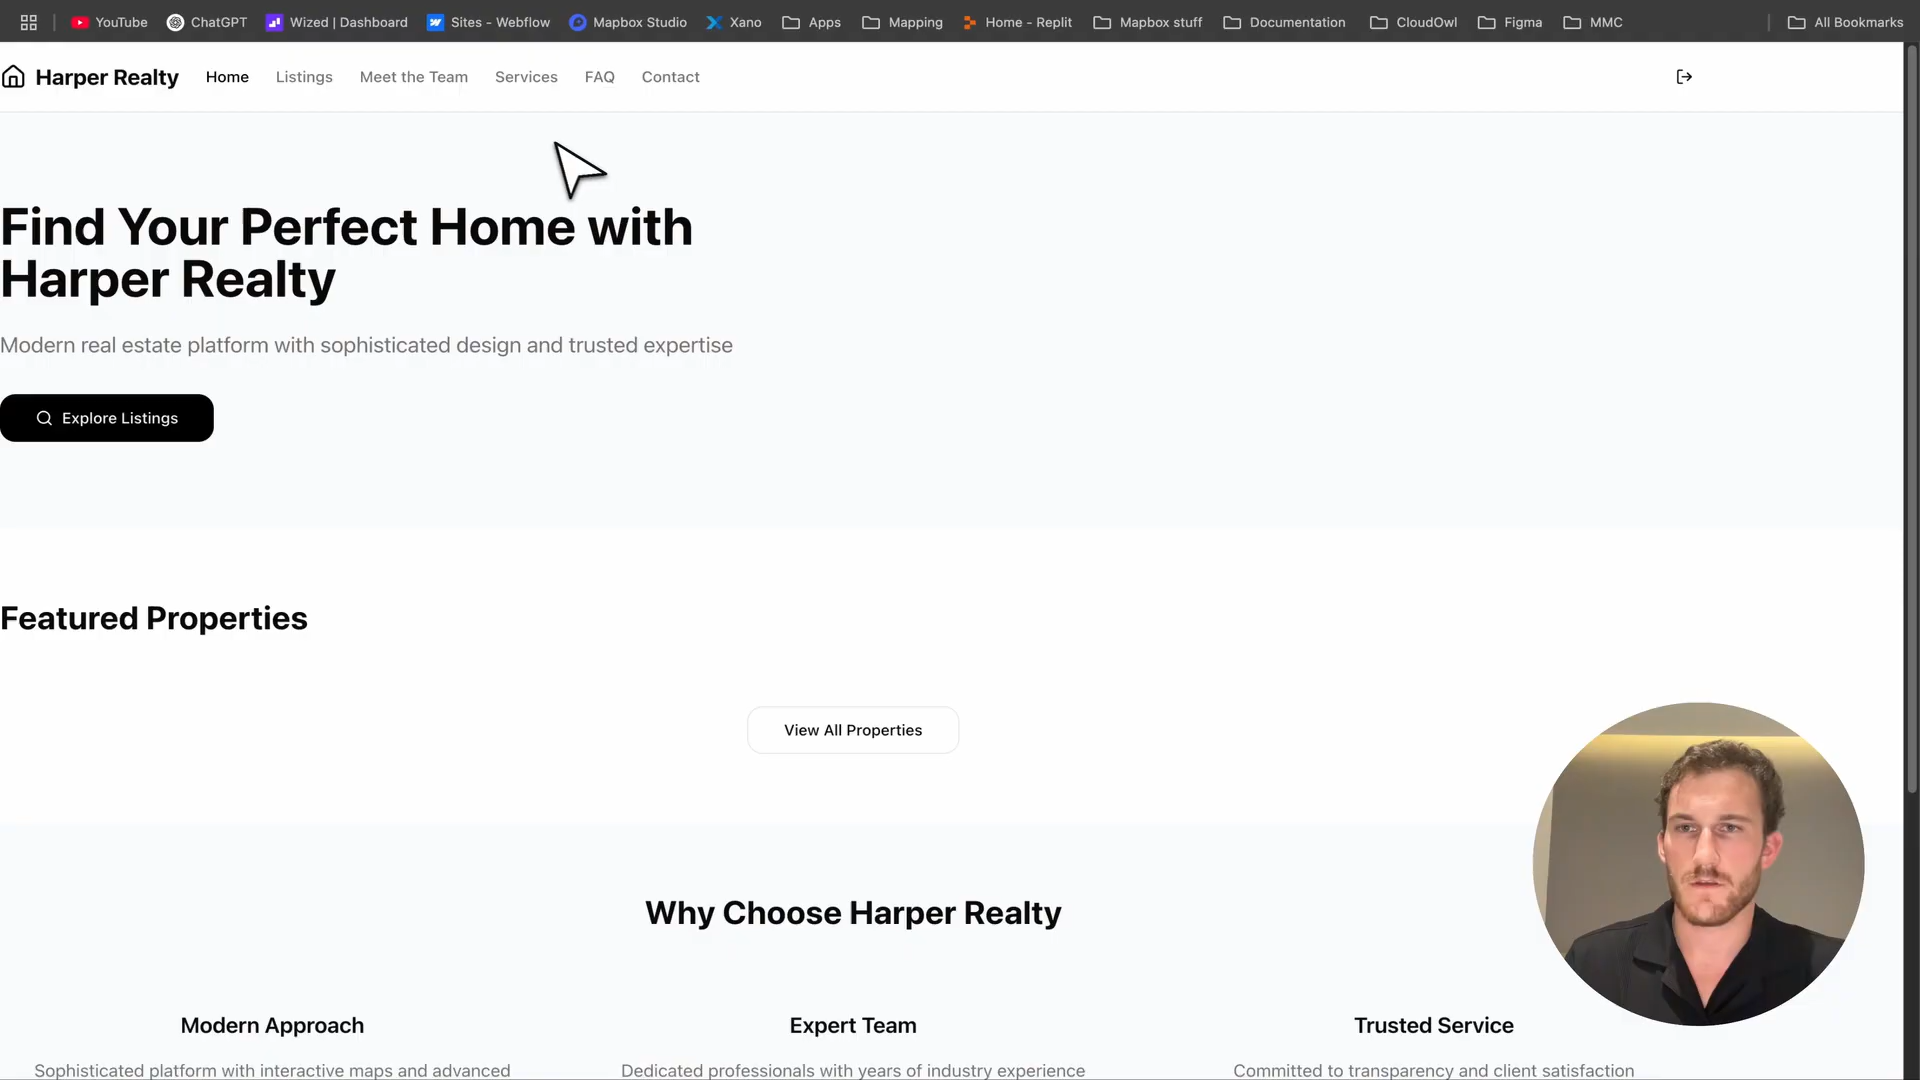 YouTube ChatGPT Wized | Dashboard Sites - Webflow Mapbox Studio Xano Apps Mapping Home - Replit Mapbox stuff Documentation CloudOwl Figma MMC All Bookmarks
Harper Realty Home Listings Meet the Team Services FAQ Contact
Find Your Perfect Home with
Harper Realty
Modern real estate platform with sophisticated design and trusted expertise
Explore Listings
Featured Properties
View All Properties
Why Choose Harper Realty
Modern Approach Expert Team Trusted Service
Sophisticated platform with interactive maps and advanced Dedicated professionals with years of industry experience Committed to transparency and client satisfaction